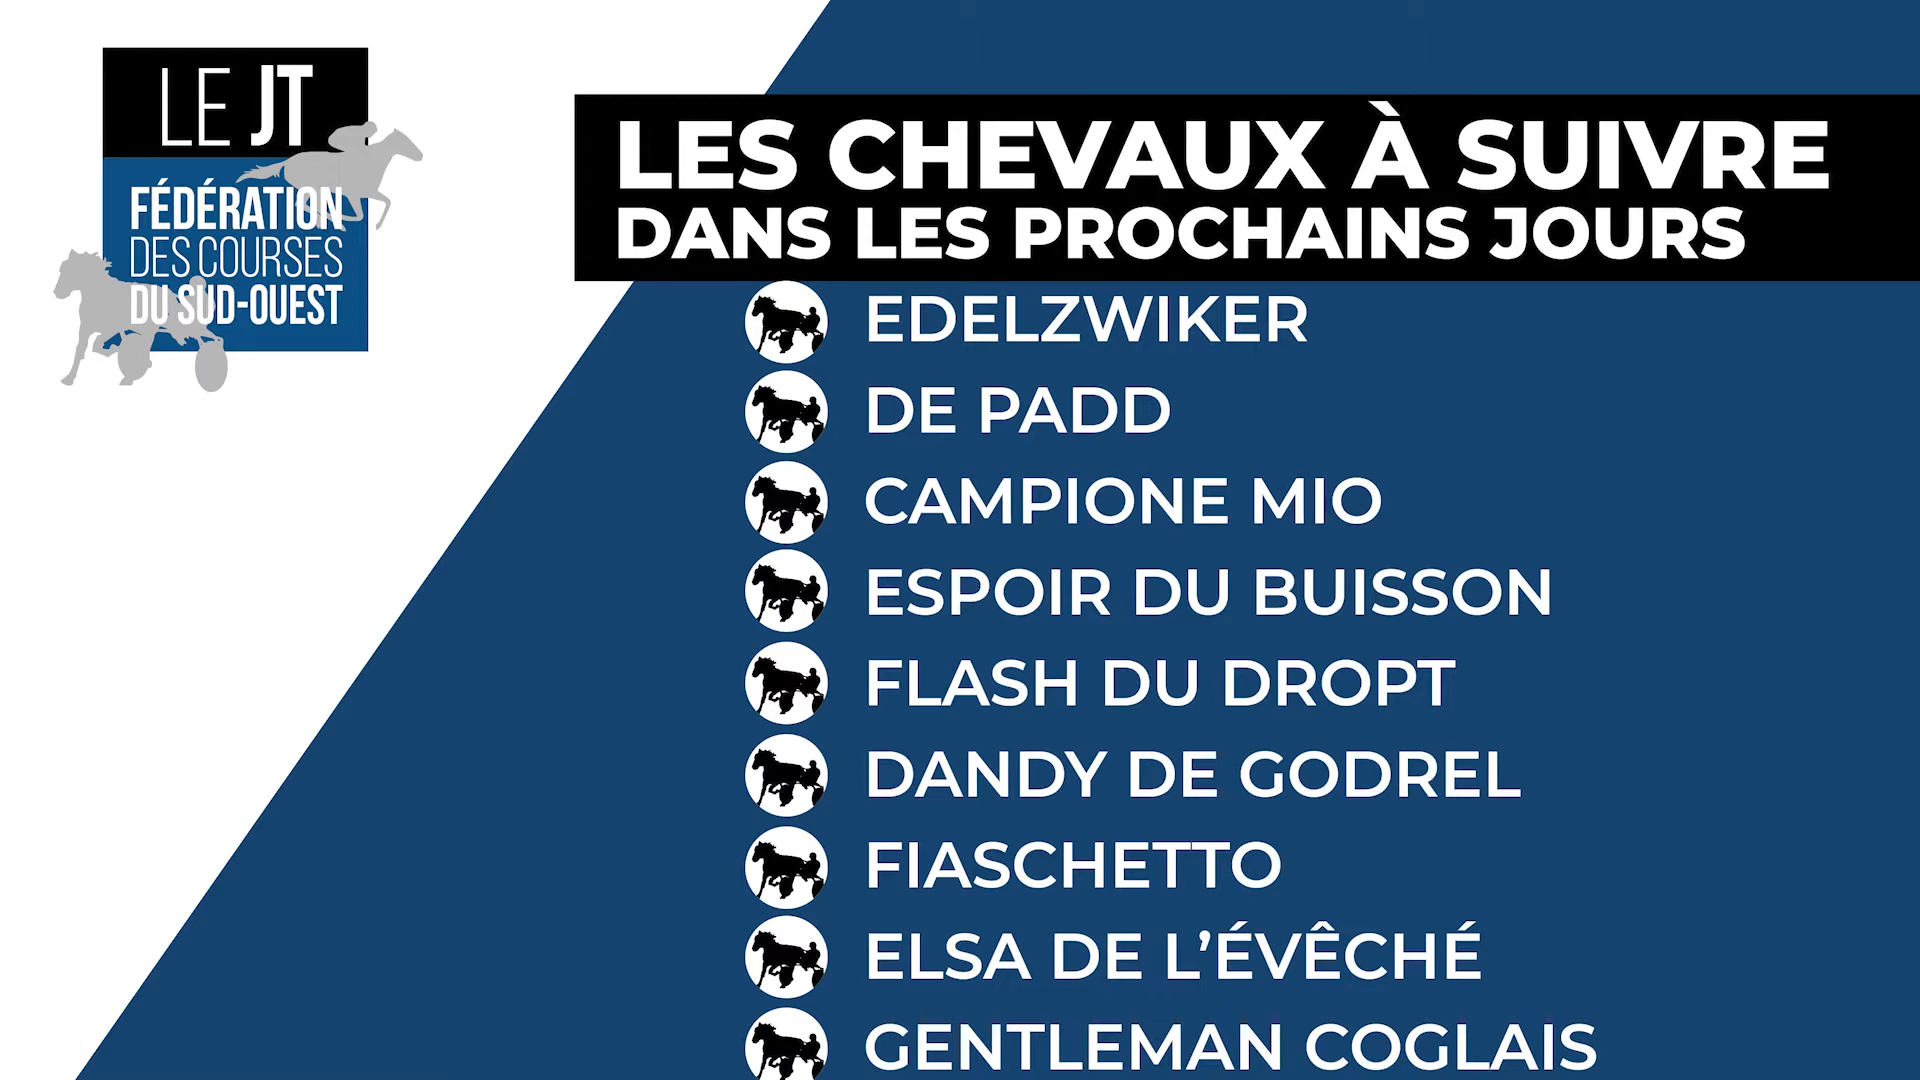 LE JT
FÉDÉRATION
DES COURSES
DU SUD-OUEST
LES CHEVAUX À SUIVRE
DANS LES PROCHAINS JOURS
EDELZWIKER
DE PADD
CAMPIONE MIO
ESPOIR DU BUISSON
FLASH DU DROPT
DANDY DE GODREL
FIASCHETTO
ELSA DE L’ÉVÊCHÉ
GENTLEMAN COGLAIS